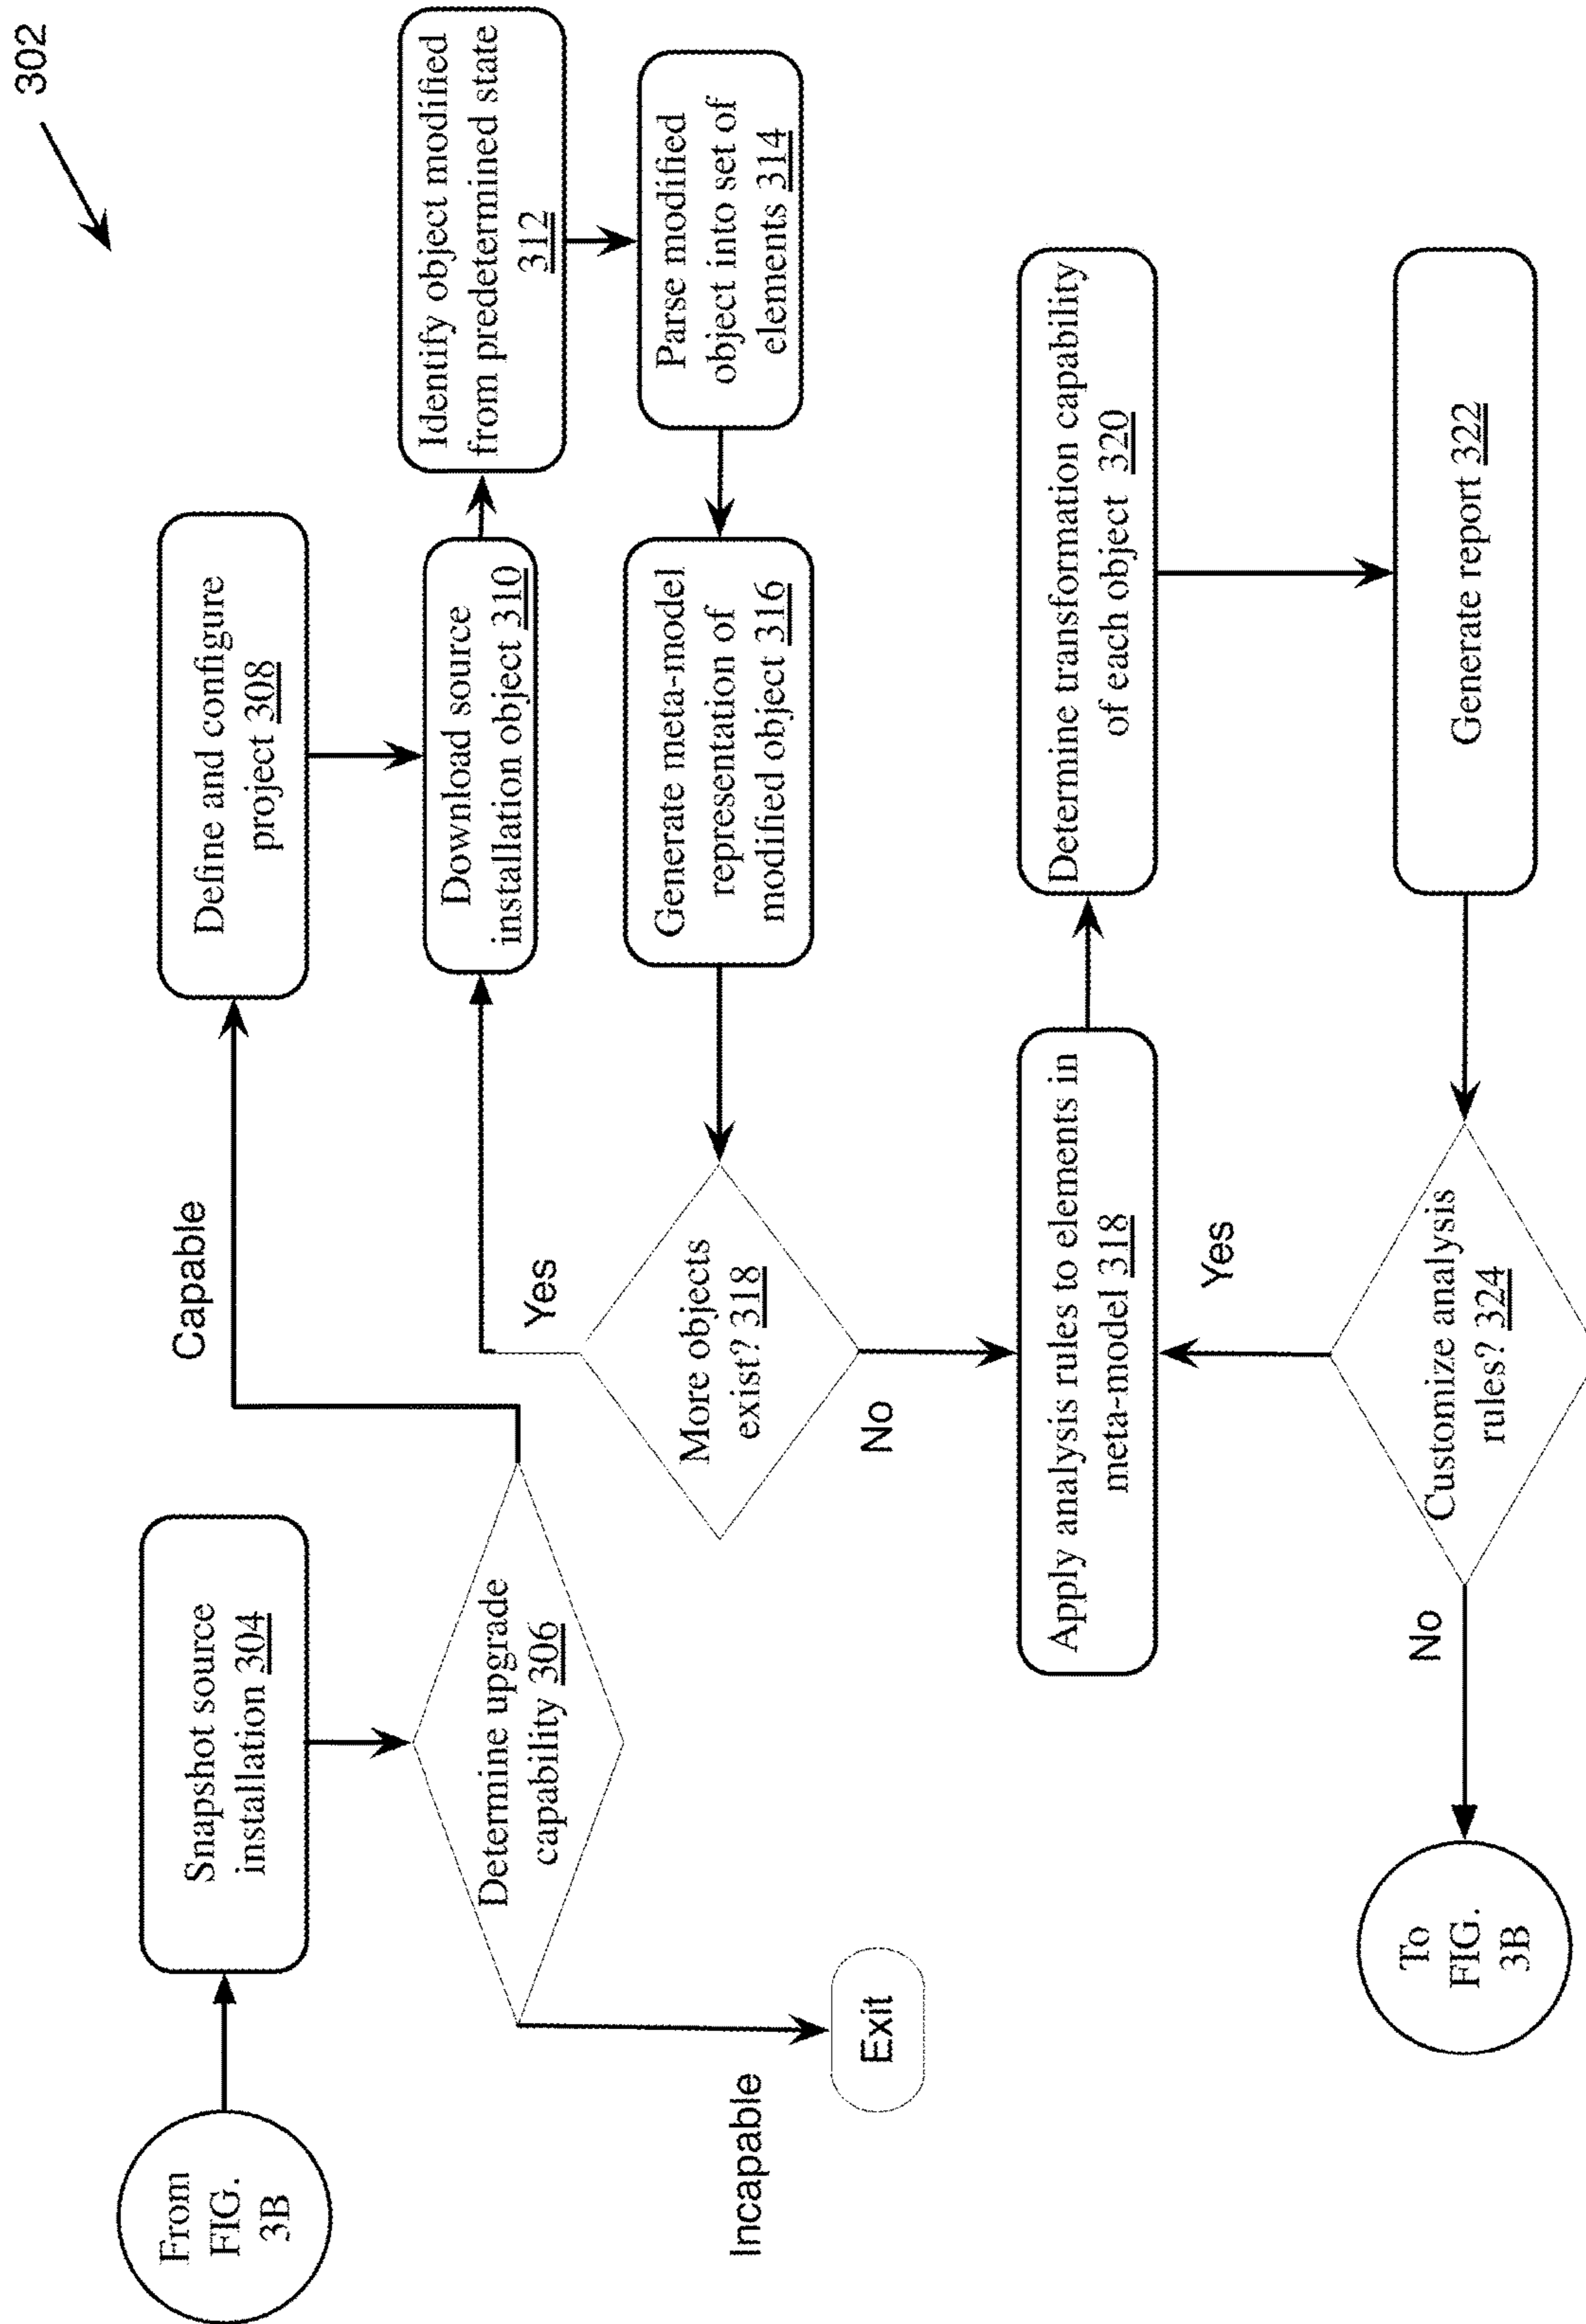 302
From
FIG.
3B
Snapshot source
installation 304
Determine upgrade
capability 306
Incapable
Exit
Capable
Define and configure
project 308
Download source
installation object 310
Identify object modified
from predetermined state
312
Parse modified
object into set of
elements 314
Generate meta-model
representation of
modified object 316
More objects
exist? 318
Yes
No
Apply analysis rules to elements in
meta-model 318
Determine transformation capability
of each object 320
Generate report 322
Customize analysis
rules? 324
Yes
No
To
FIG.
3B